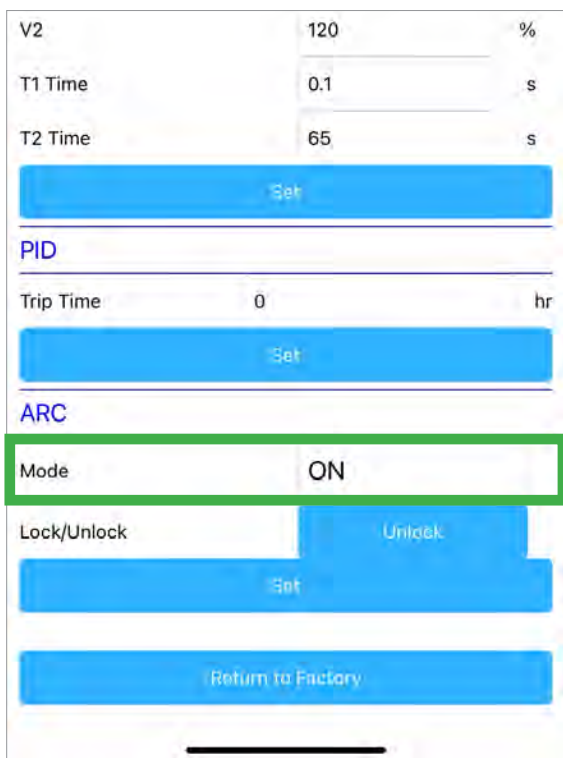 V2 120 %
T1 Time 0.1 s
T2 Time 65 s
Set
PID
Trip Time 0 hr
Set
ARC
Mode ON
Lock/Unlock Unlock
Set
Return to Factory